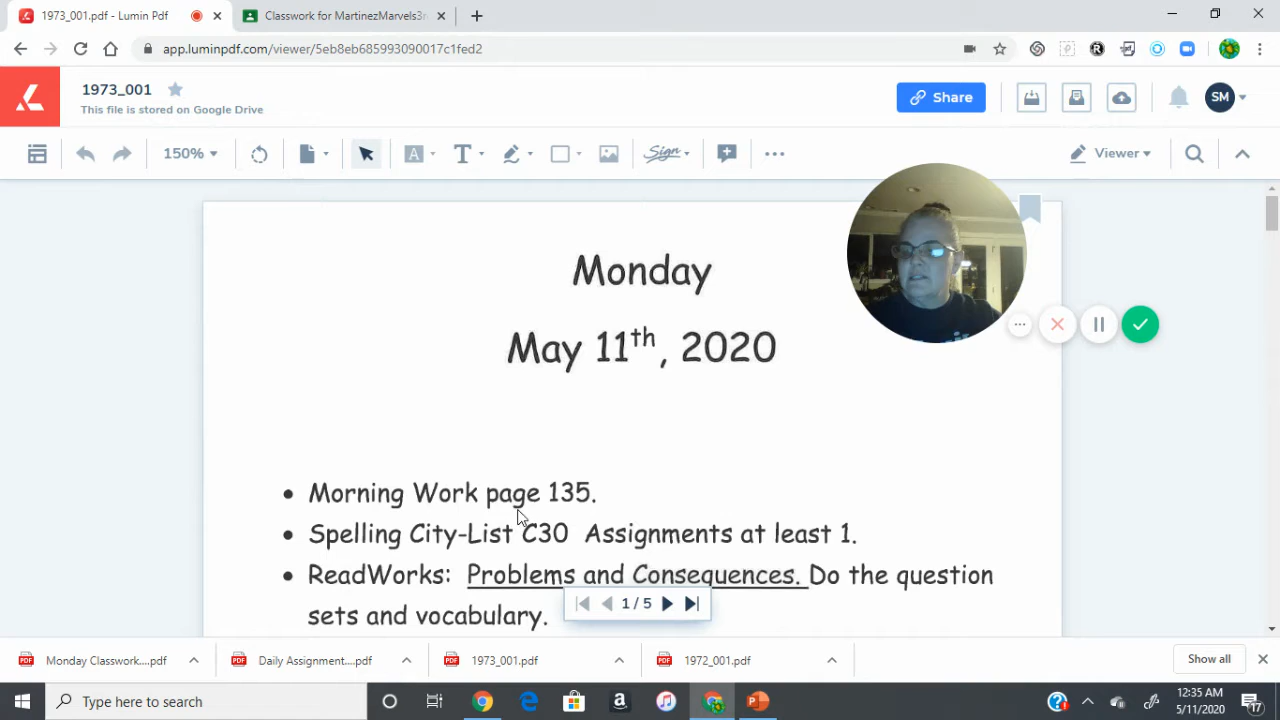 1973_001.pdf - Lumin Pdf
Classwork for MartinezMarvels3r
app.luminpdf.com/viewer/5eb8eb685993090017c1fed2
1973_001
This file is stored on Google Drive
Share
SM
150%
A
T
Sign
Viewer
Monday
May 11th, 2020
• Morning Work page 135.
• Spelling City-List C30 Assignments at least 1.
• ReadWorks: Problems and Consequences. Do the question
sets and vocabulary.
1 / 5
Monday Classwork....pdf
Daily Assignment....pdf
1973_001.pdf
1972_001.pdf
Show all
Type here to search
12:35 AM
5/11/2020
17